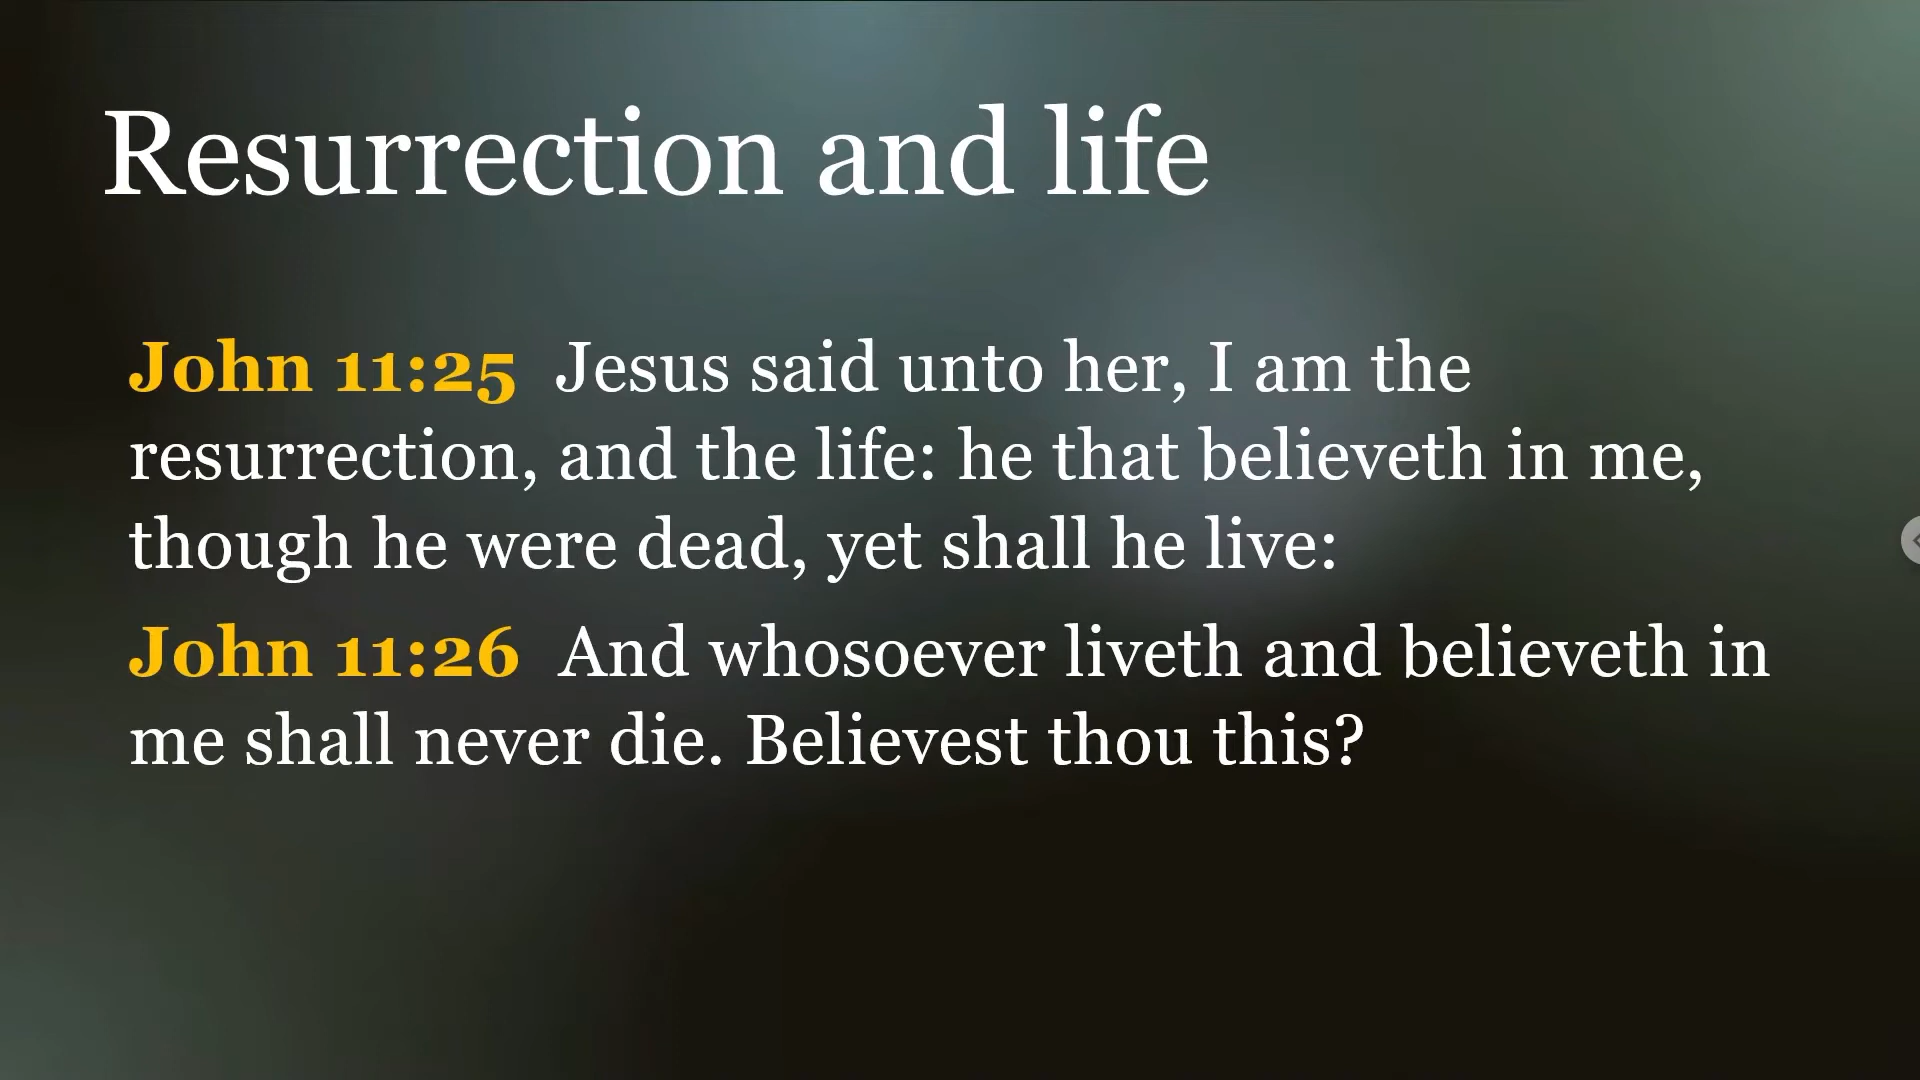 Resurrection and life
John 11:25  Jesus said unto her, I am the
resurrection, and the life: he that believeth in me,
though he were dead, yet shall he live:
John 11:26  And whosoever liveth and believeth in
me shall never die. Believest thou this?